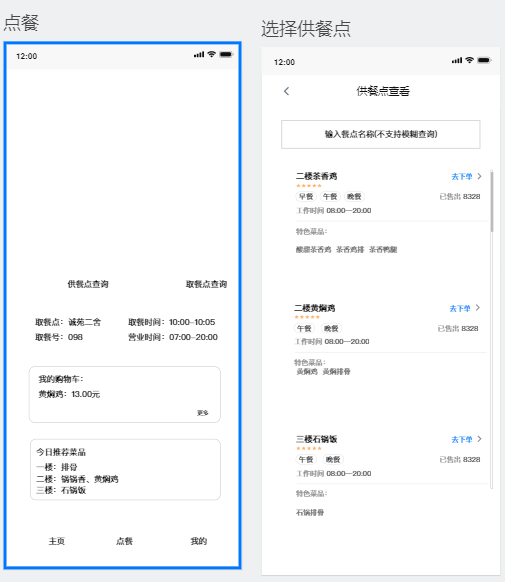 点餐
12:00
供餐点查询 取餐点查询
取餐点：诚苑二舍 取餐时间：10:00-10:05
取餐号：098 营业时间：07:00-20:00
我的购物车：
黄焖鸡：13.00元
更多
今日推荐菜品
一楼：排骨
二楼：锅锅香、黄焖鸡
三楼：石锅饭
主页 点餐 我的
选择供餐点
12:00
供餐点查看
输入餐点名称(不支持模糊查询)
二楼茶香鸡 去下单
早餐 午餐 晚餐 已售出 8328
工作时间 08:00—20:00
特色菜品：
酸甜茶香鸡 茶香鸡排 茶香鸭腿
二楼黄焖鸡 去下单
午餐 晚餐 已售出 8328
工作时间 08:00—20:00
特色菜品：
黄焖鸡 黄焖排骨
三楼石锅饭 去下单
午餐 晚餐 已售出 8328
工作时间 08:00—20:00
特色菜品：
石锅排骨